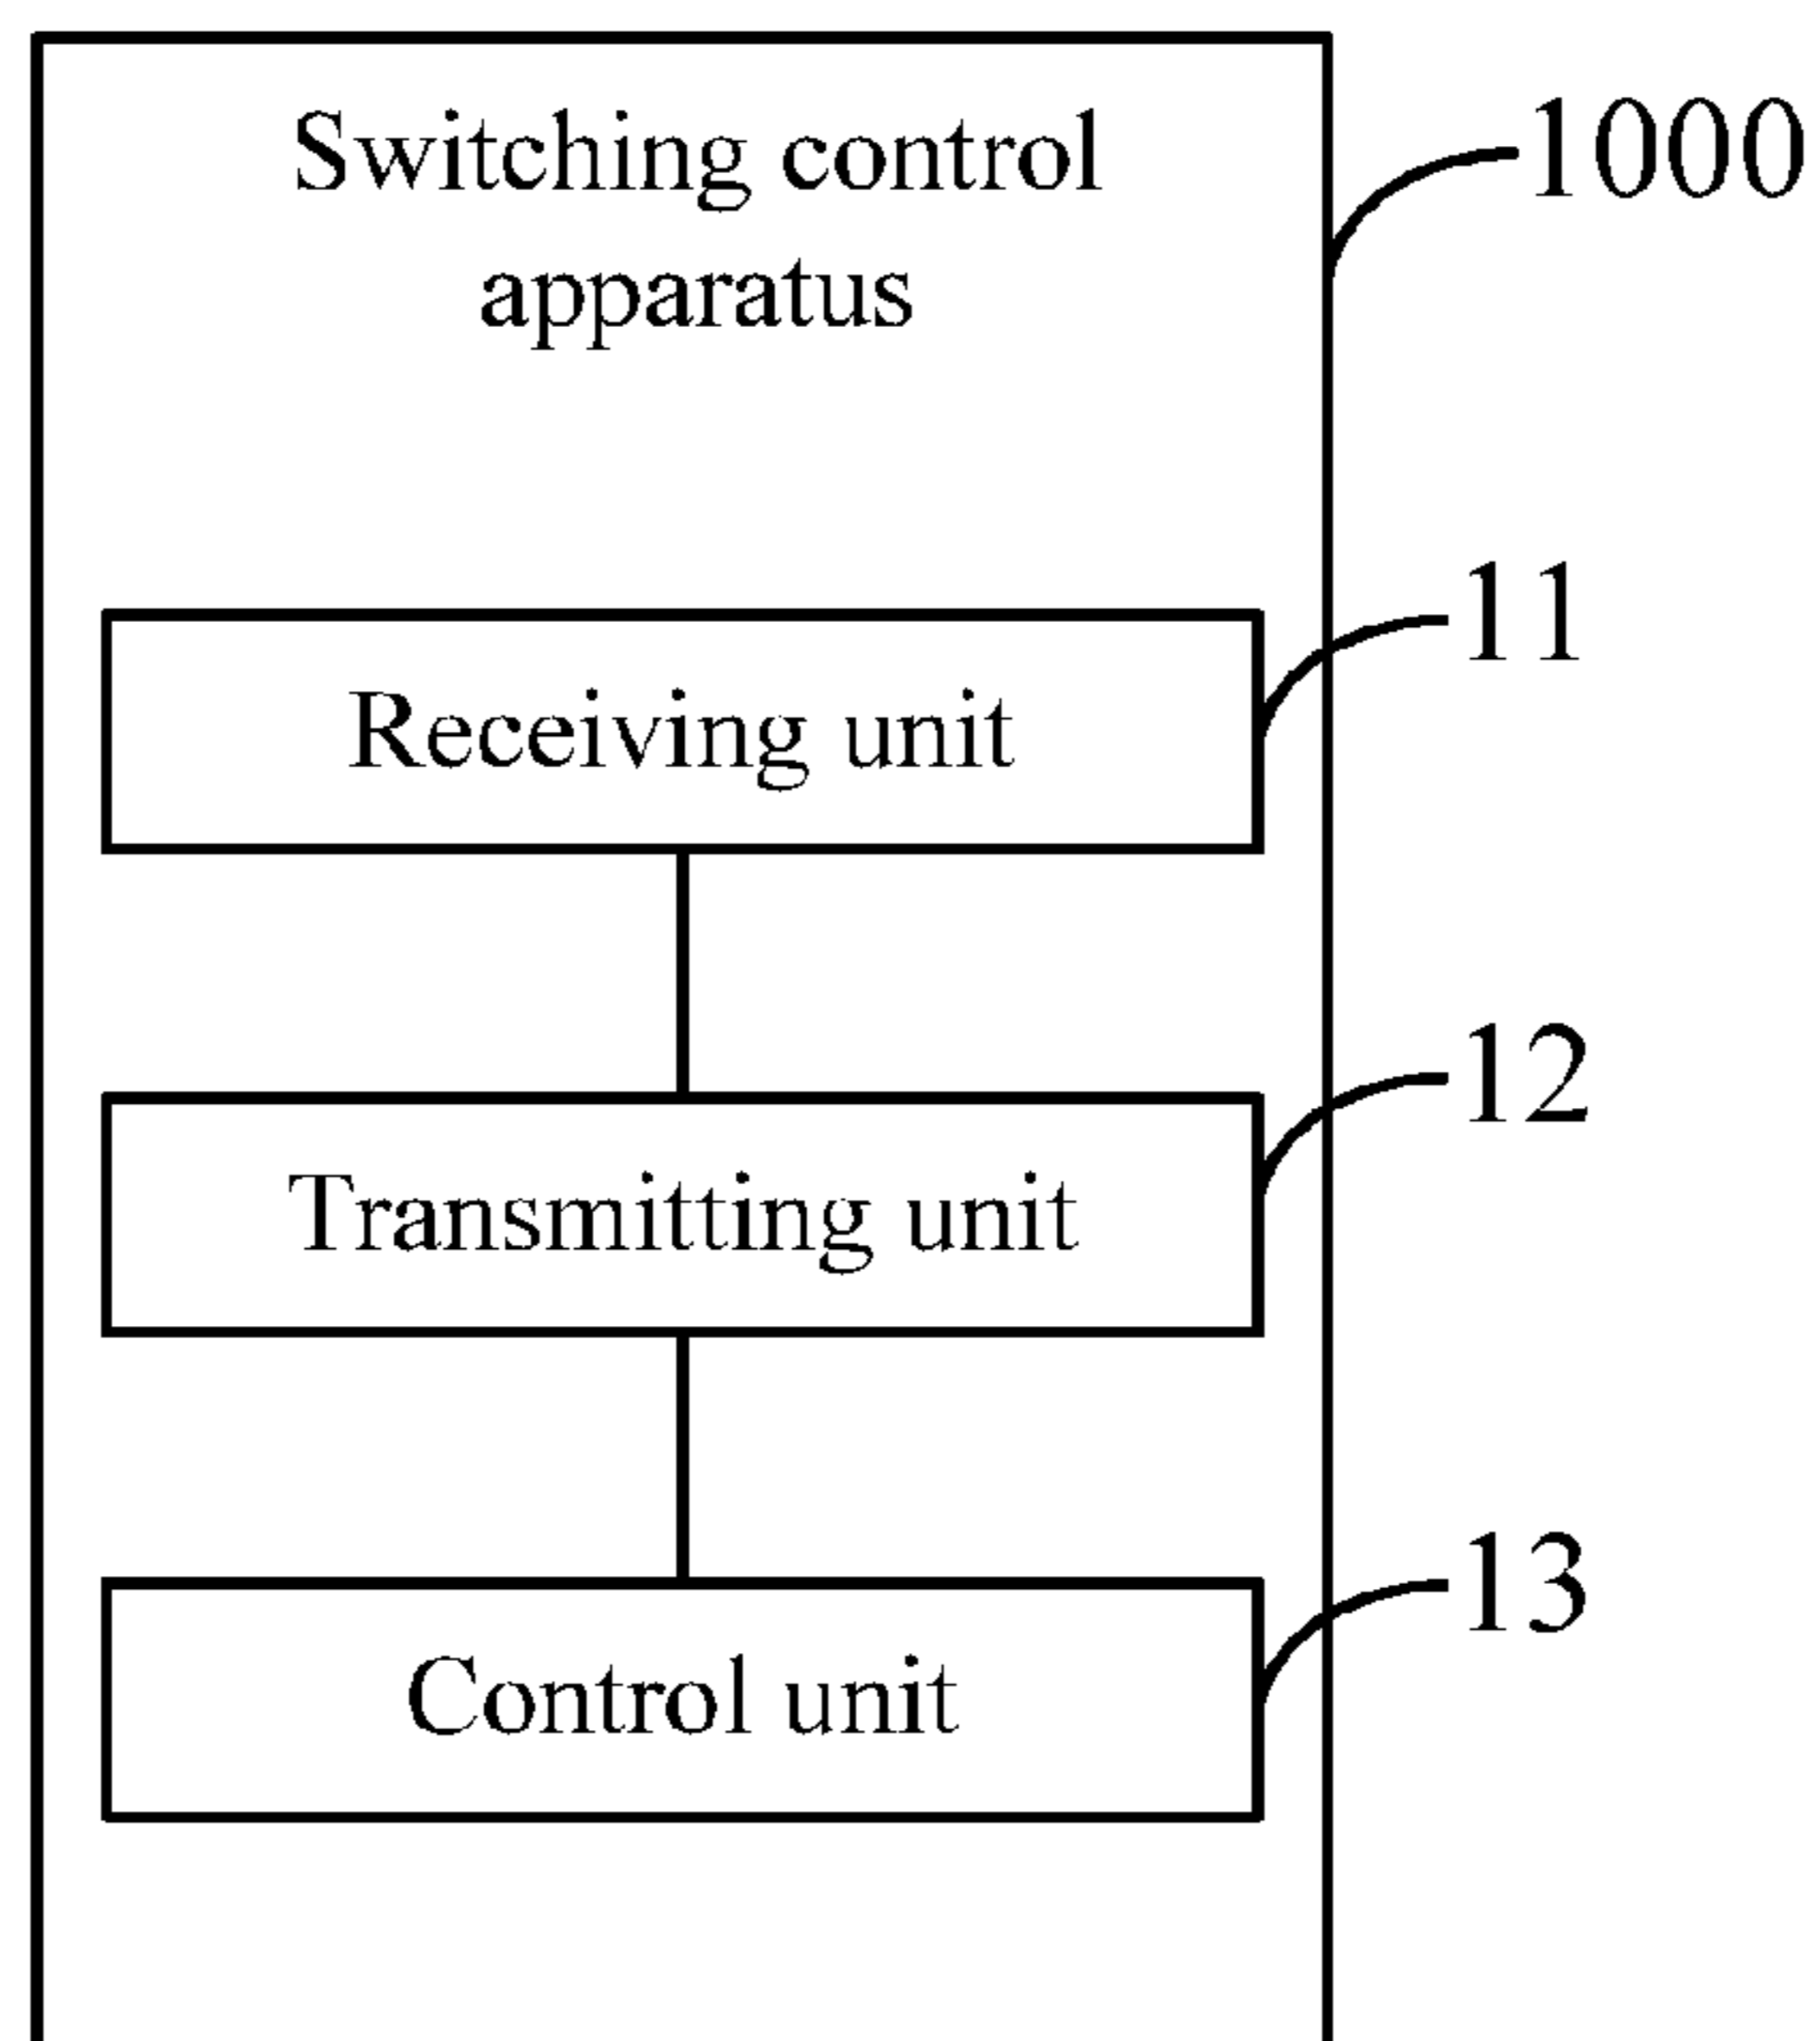 Switching control
apparatus
1000
11
Receiving unit
12
Transmitting unit
13
Control unit